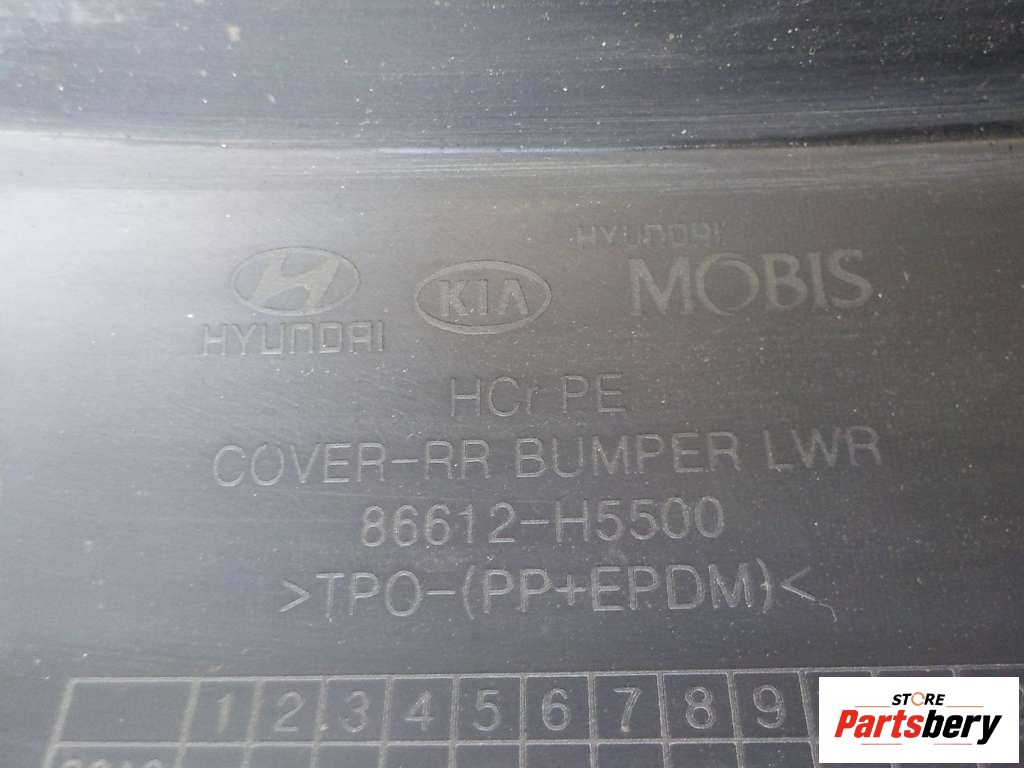 HYUNDAI
KIA
HYUNDAI
MOBIS
HCr PE
COVER-RR BUMPER LWR
86612-H5500
>TPO-(PP+EPDM)<
1 2 3 4 5 6 7 8 9
STORE
Partsbery